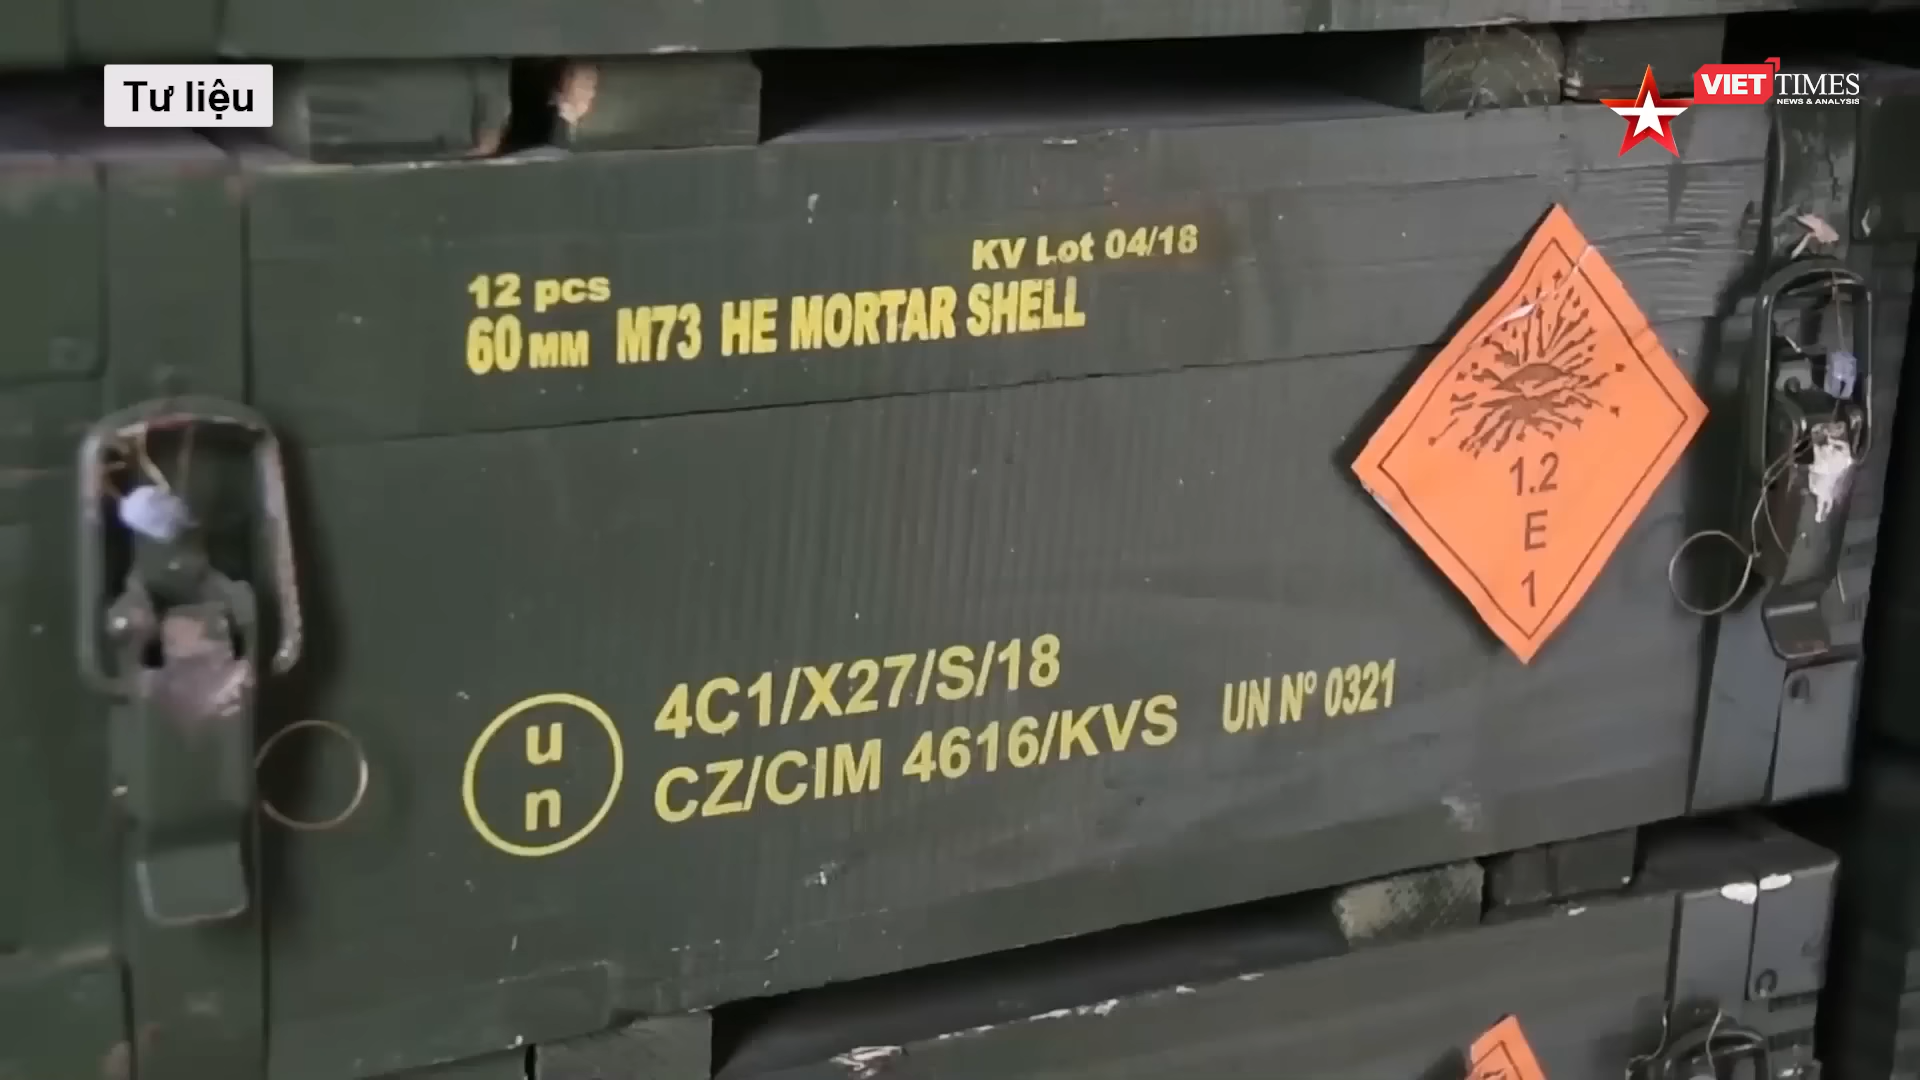 Tư liệu
VIETTIMES
NEWS & ANALYSIS
KV Lot 04/18
12 pcs
60 MM M73 HE MORTAR SHELL
1.2
E
1
u
n
4C1/X27/S/18
CZ/CIM 4616/KVS
UN Nº 0321